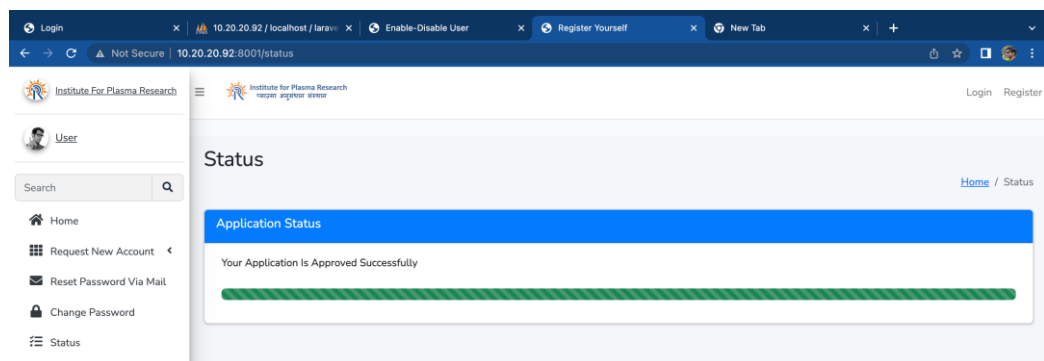 Login
10.20.20.92 / localhost / larave
Enable-Disable User
Register Yourself
New Tab
Not Secure | 10.20.20.92:8001/status
Institute For Plasma Research
Institute for Plasma Research
प्लाज़्मा अनुसंधान संस्थान
Login Register
User
Status
Search
Home / Status
Home
Application Status
Request New Account
Your Application Is Approved Successfully
Reset Password Via Mail
Change Password
Status